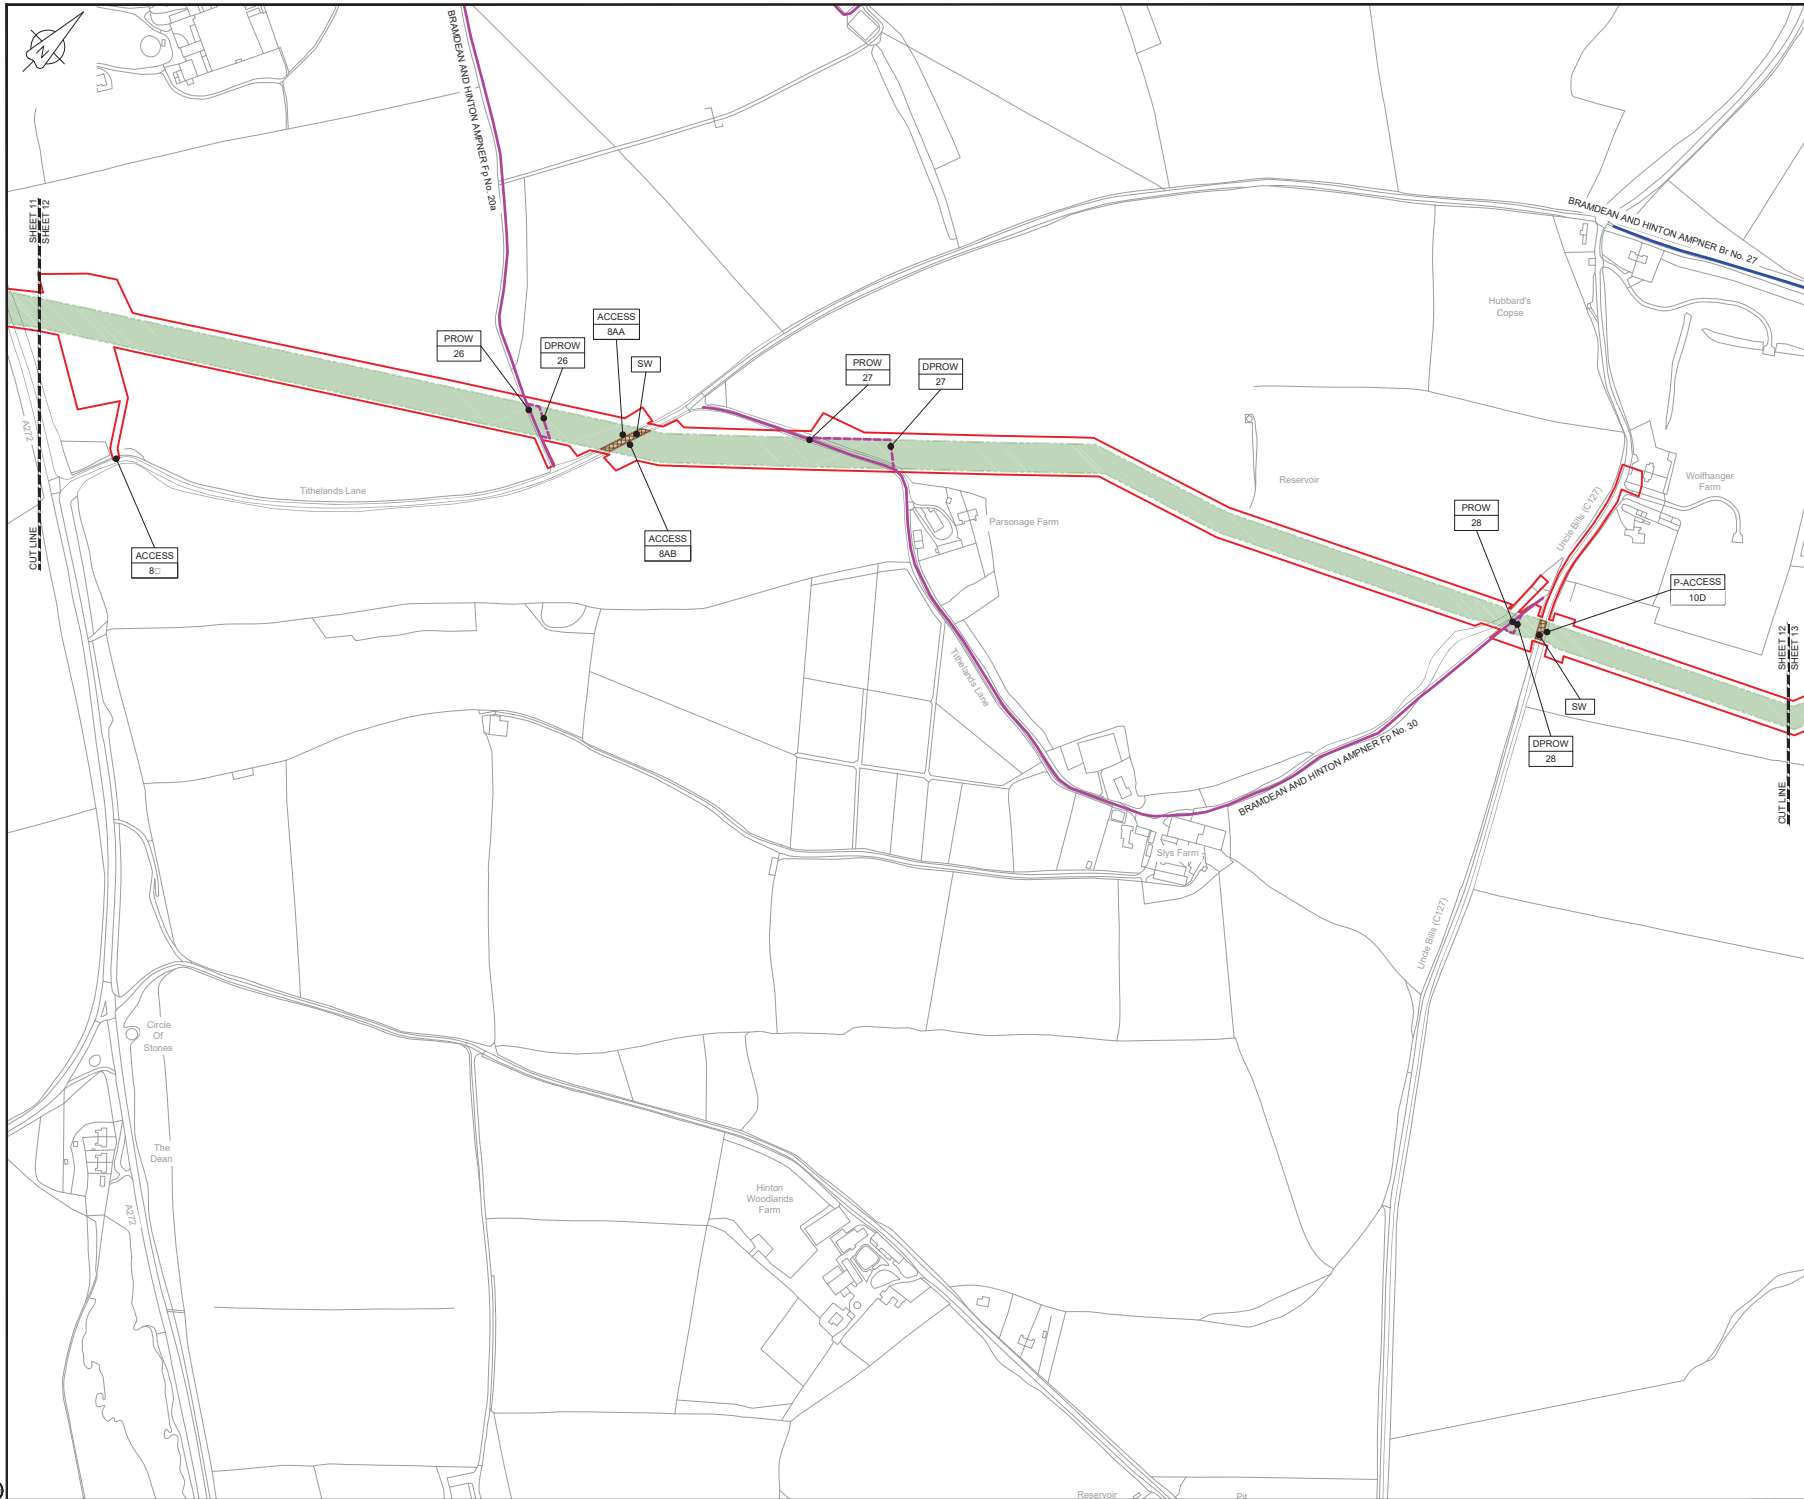 N
BRAMDEAN AND HINTON AMPNER Fp No. 20a
SHEET 11
SHEET 12
BRAMDEAN AND HINTON AMPNER Br No. 27
Hubbard's
Copse
ACCESS
8AA
PROW
26
DPROW
26
SW
PROW
27
DPROW
27
A272
Tithelands Lane
Reservoir
Wolfhanger
Farm
PROW
28
Uncle Bills (C127)
Parsonage Farm
CUT LINE
ACCESS
8
ACCESS
8AB
P-ACCESS
10D
SHEET 12
SHEET 13
Tithelands Lane
SW
DPROW
28
BRAMDEAN AND HINTON AMPNER Fp No. 30
CUT LINE
Slys Farm
Uncle Bills (C127)
Circle
Of
Stones
The
Dean
A272
Hinton
Woodlands
Farm
Reservoir
Pit